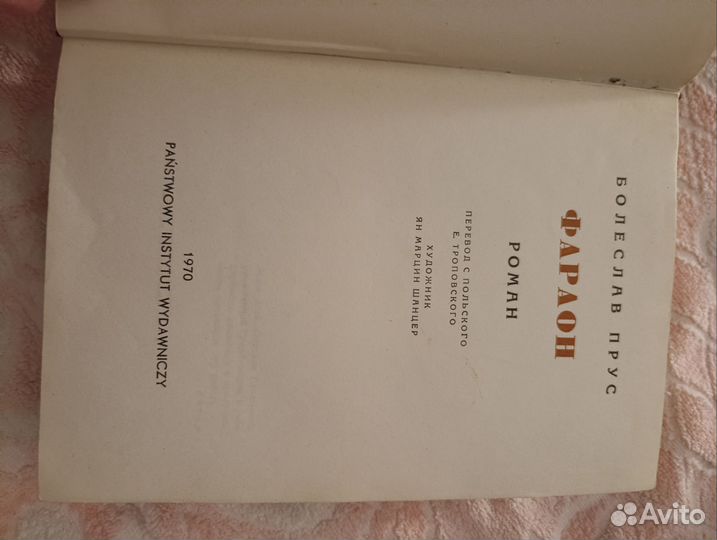 БОЛЕСЛАВ ПРУС
ФАРАОН
РОМАН
ПЕРЕВОД С ПОЛЬСКОГО
Е. ТРОПОВСКОГО
ХУДОЖНИК
ЯН МАРЦИН ШАНЦЕР
1970
PAŃSTWOWY INSTYTUT WYDAWNICZY
Avito